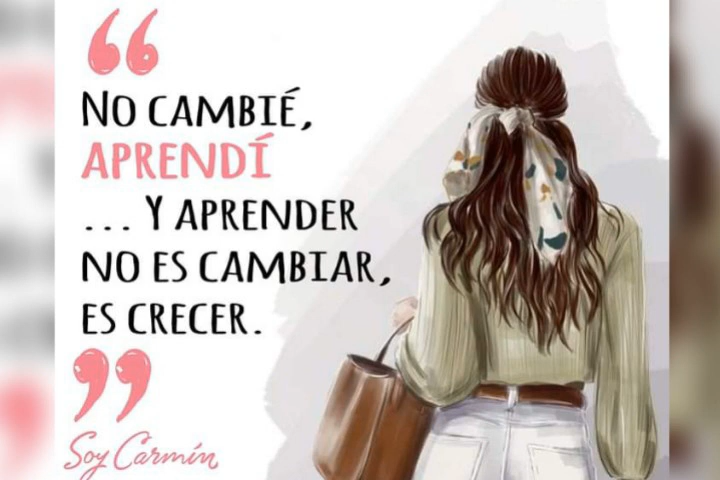 NO CAMBIÉ,
APRENDÍ
... Y APRENDER
NO ES CAMBIAR,
ES CRECER.
Soy Carmín